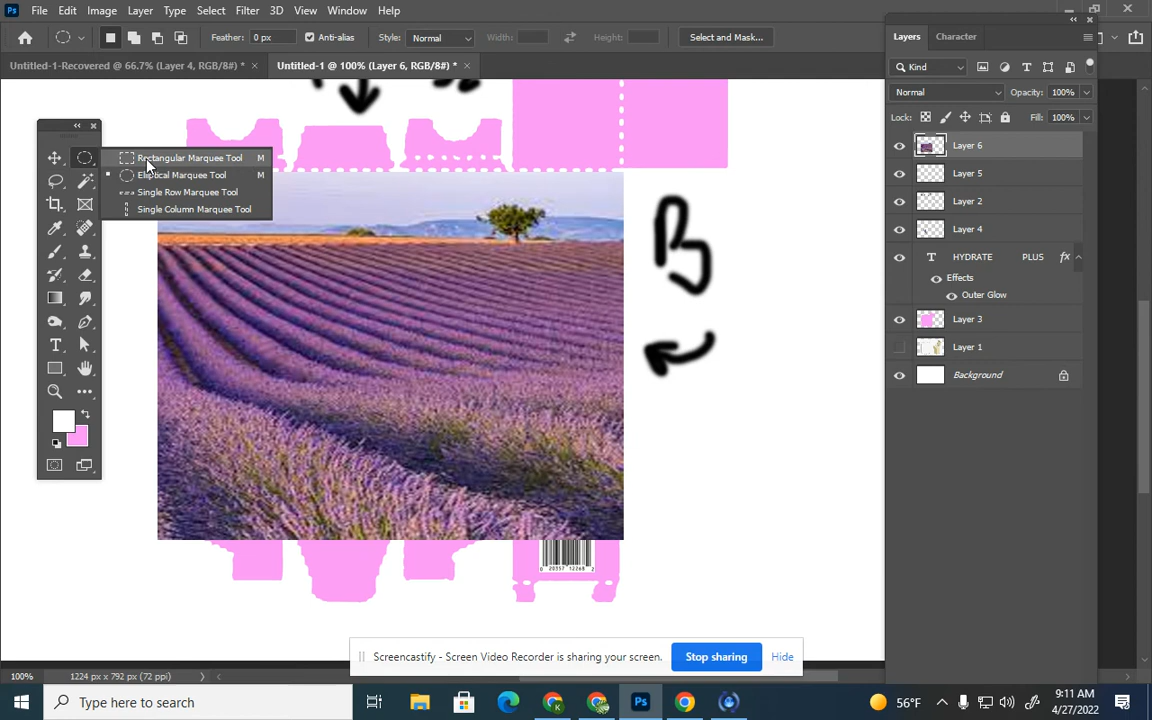 Ps File Edit Image Layer Type Select Filter 3D View Window Help
Feather: 0 px Anti-alias Style: Normal Width: Height: Select and Mask...
Untitled-1-Recovered @ 66.7% (Layer 4, RGB/8#) * × Untitled-1 @ 100% (Layer 6, RGB/8#) * ×
Layers Character
Kind
Normal Opacity: 100%
Lock: Fill: 100%
Rectangular Marquee Tool M
Elliptical Marquee Tool M
Single Row Marquee Tool
Single Column Marquee Tool
Layer 6
Layer 5
Layer 2
Layer 4
T HYDRATE PLUS fx
Effects
Outer Glow
Layer 3
Layer 1
Background
B
0 20357 12268 2
Screencastify - Screen Video Recorder is sharing your screen. Stop sharing Hide
100% 1224 px x 792 px (72 ppi)
Type here to search
Ps
56°F
9:11 AM
4/27/2022